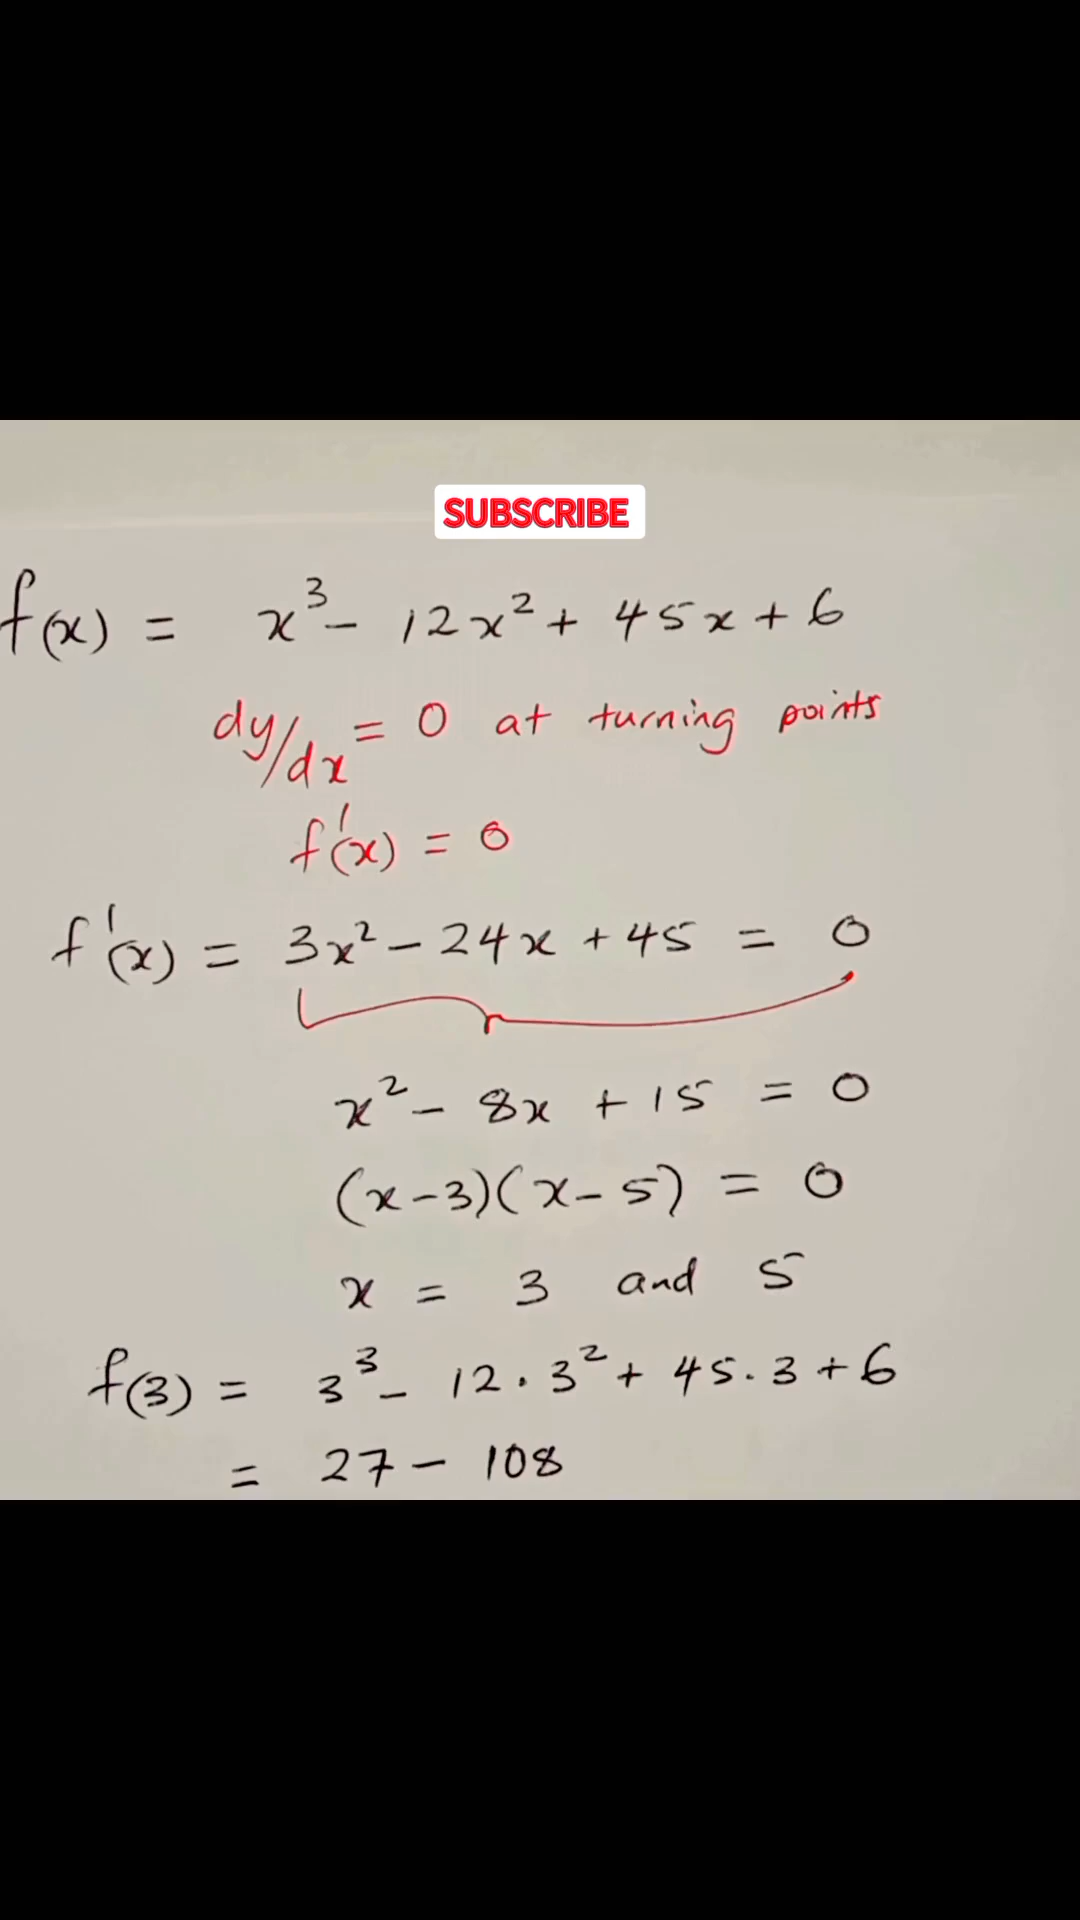 SUBSCRIBE
f(x) = x³ - 12x² + 45x + 6
dy/dx = 0 at turning points
f'(x) = 0
f'(x) = 3x² - 24x + 45 = 0
x² - 8x + 15 = 0
(x-3)(x-5) = 0
x = 3 and 5
f(3) = 3³ - 12.3² + 45.3 + 6
= 27 - 108